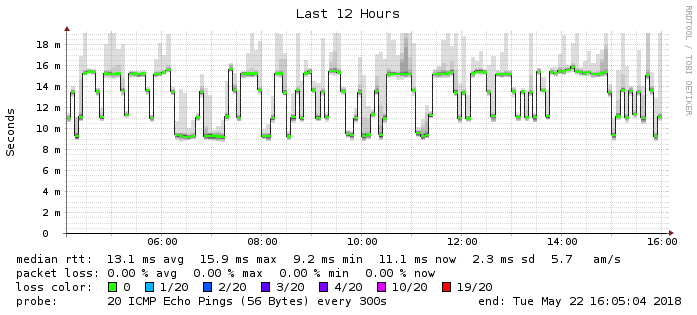 Last 12 Hours
RRDTOOL / TOBI OETIKER
Seconds
18 m
16 m
14 m
12 m
10 m
8 m
6 m
4 m
2 m
0
06:00 08:00 10:00 12:00 14:00 16:00
median rtt: 13.1 ms avg 15.9 ms max 9.2 ms min 11.1 ms now 2.3 ms sd 5.7 am/s
packet loss: 0.00 % avg 0.00 % max 0.00 % min 0.00 % now
loss color: 0 1/20 2/20 3/20 4/20 10/20 19/20
probe: 20 ICMP Echo Pings (56 Bytes) every 300s end: Tue May 22 16:05:04 2018